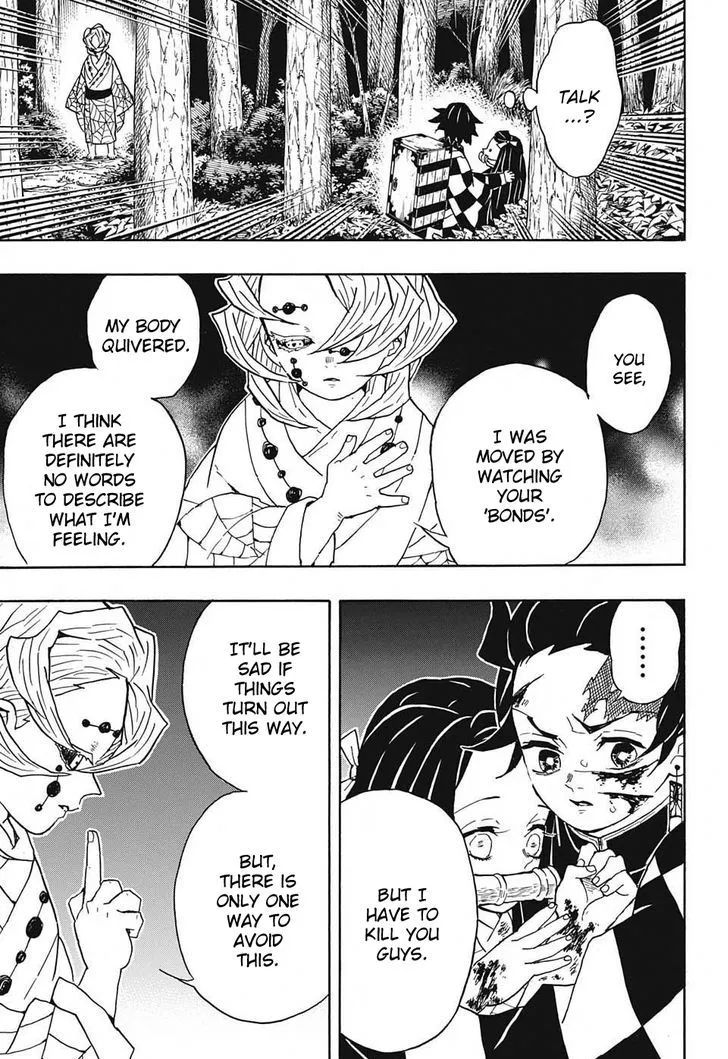 TALK
...?
YOU
SEE,
I WAS
MOVED BY
WATCHING
YOUR
'BONDS'.
MY BODY
QUIVERED.
I THINK
THERE ARE
DEFINITELY
NO WORDS
TO DESCRIBE
WHAT I'M
FEELING.
......
BUT I
HAVE TO
KILL YOU
GUYS.
IT'LL BE
SAD IF
THINGS
TURN OUT
THIS WAY.
BUT,
THERE IS
ONLY ONE
WAY TO
AVOID
THIS.